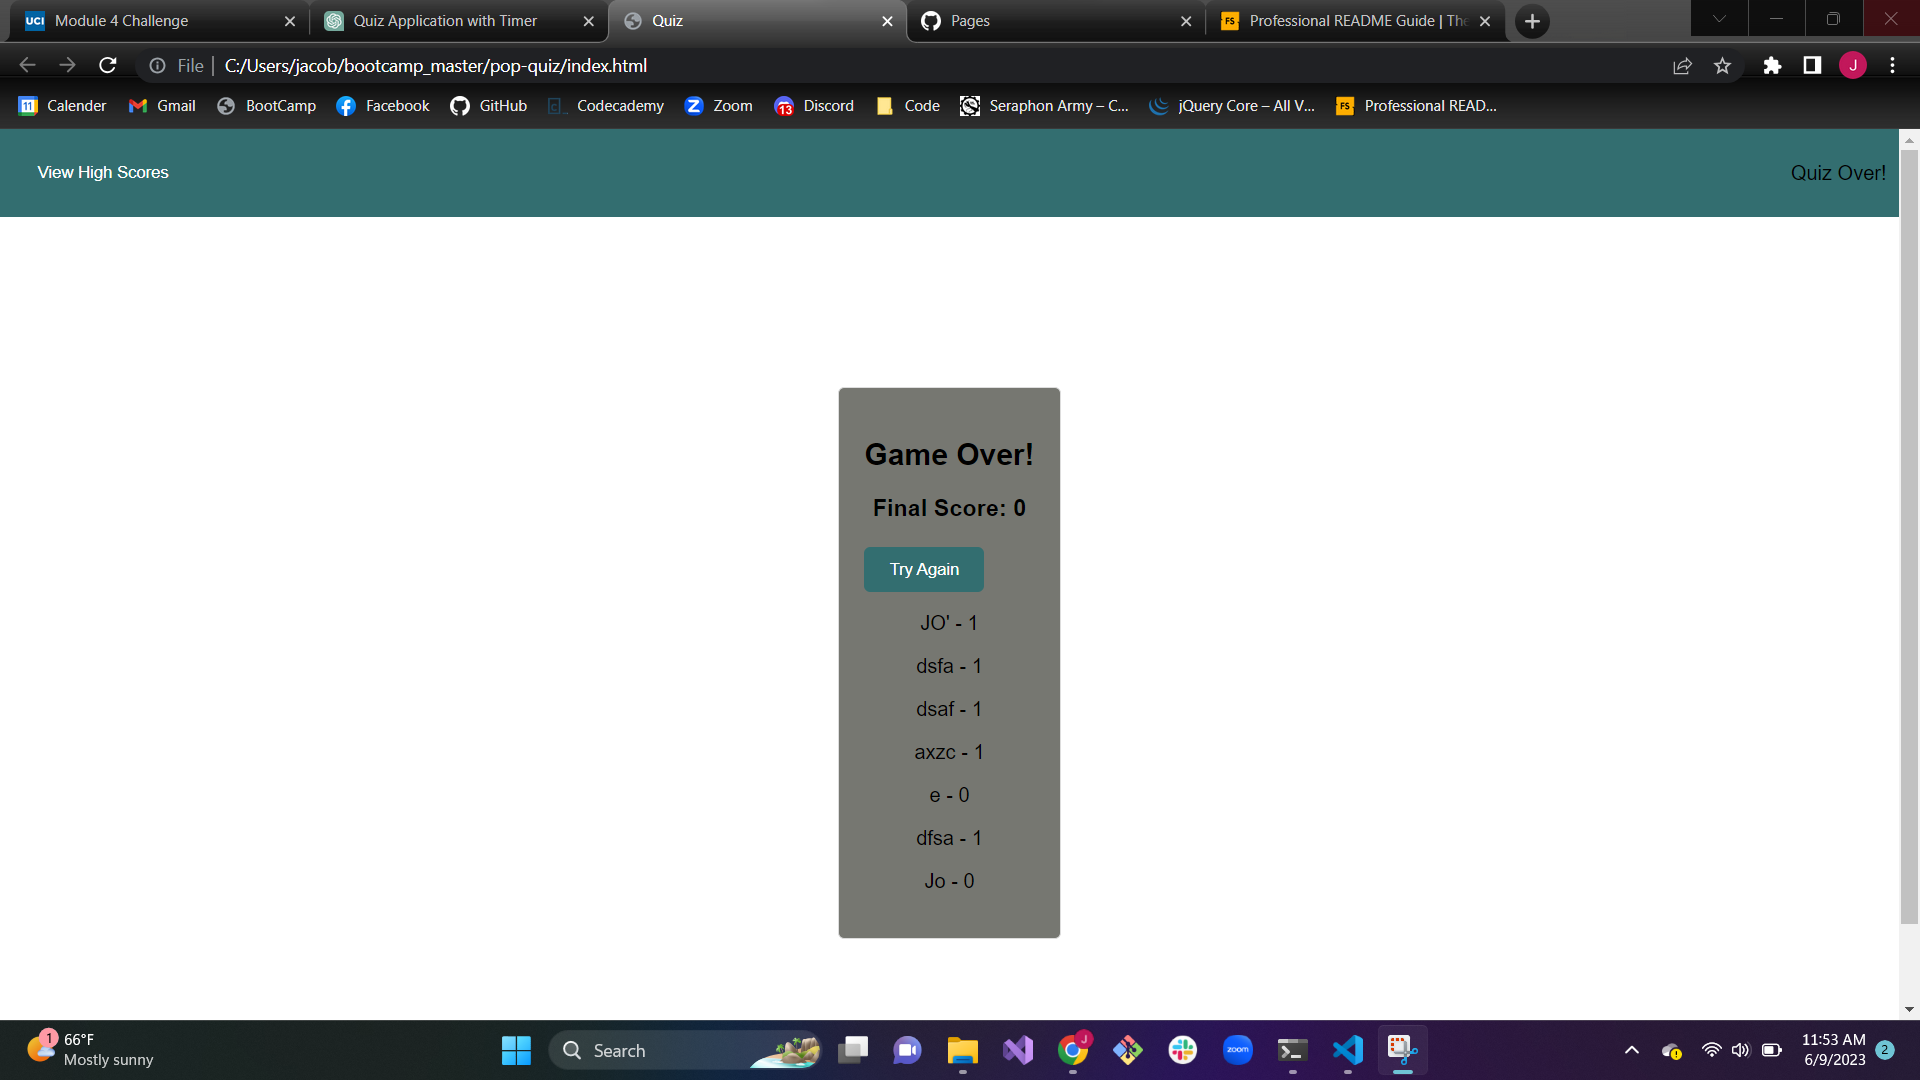 UCI Module 4 Challenge
Quiz Application with Timer
Quiz
Pages
FS Professional README Guide | The
File
C:/Users/jacob/bootcamp_master/pop-quiz/index.html
J
11 Calender
Gmail
BootCamp
Facebook
GitHub
C Codecademy
Z Zoom
13 Discord
Code
Seraphon Army – C...
jQuery Core – All V...
FS Professional READ...
View High Scores
Quiz Over!
Game Over!
Final Score: 0
Try Again
JO' - 1
dsfa - 1
dsaf - 1
axzc - 1
e - 0
dfsa - 1
Jo - 0
1
66°F
Mostly sunny
Search
J
zoom
11:53 AM
6/9/2023
2